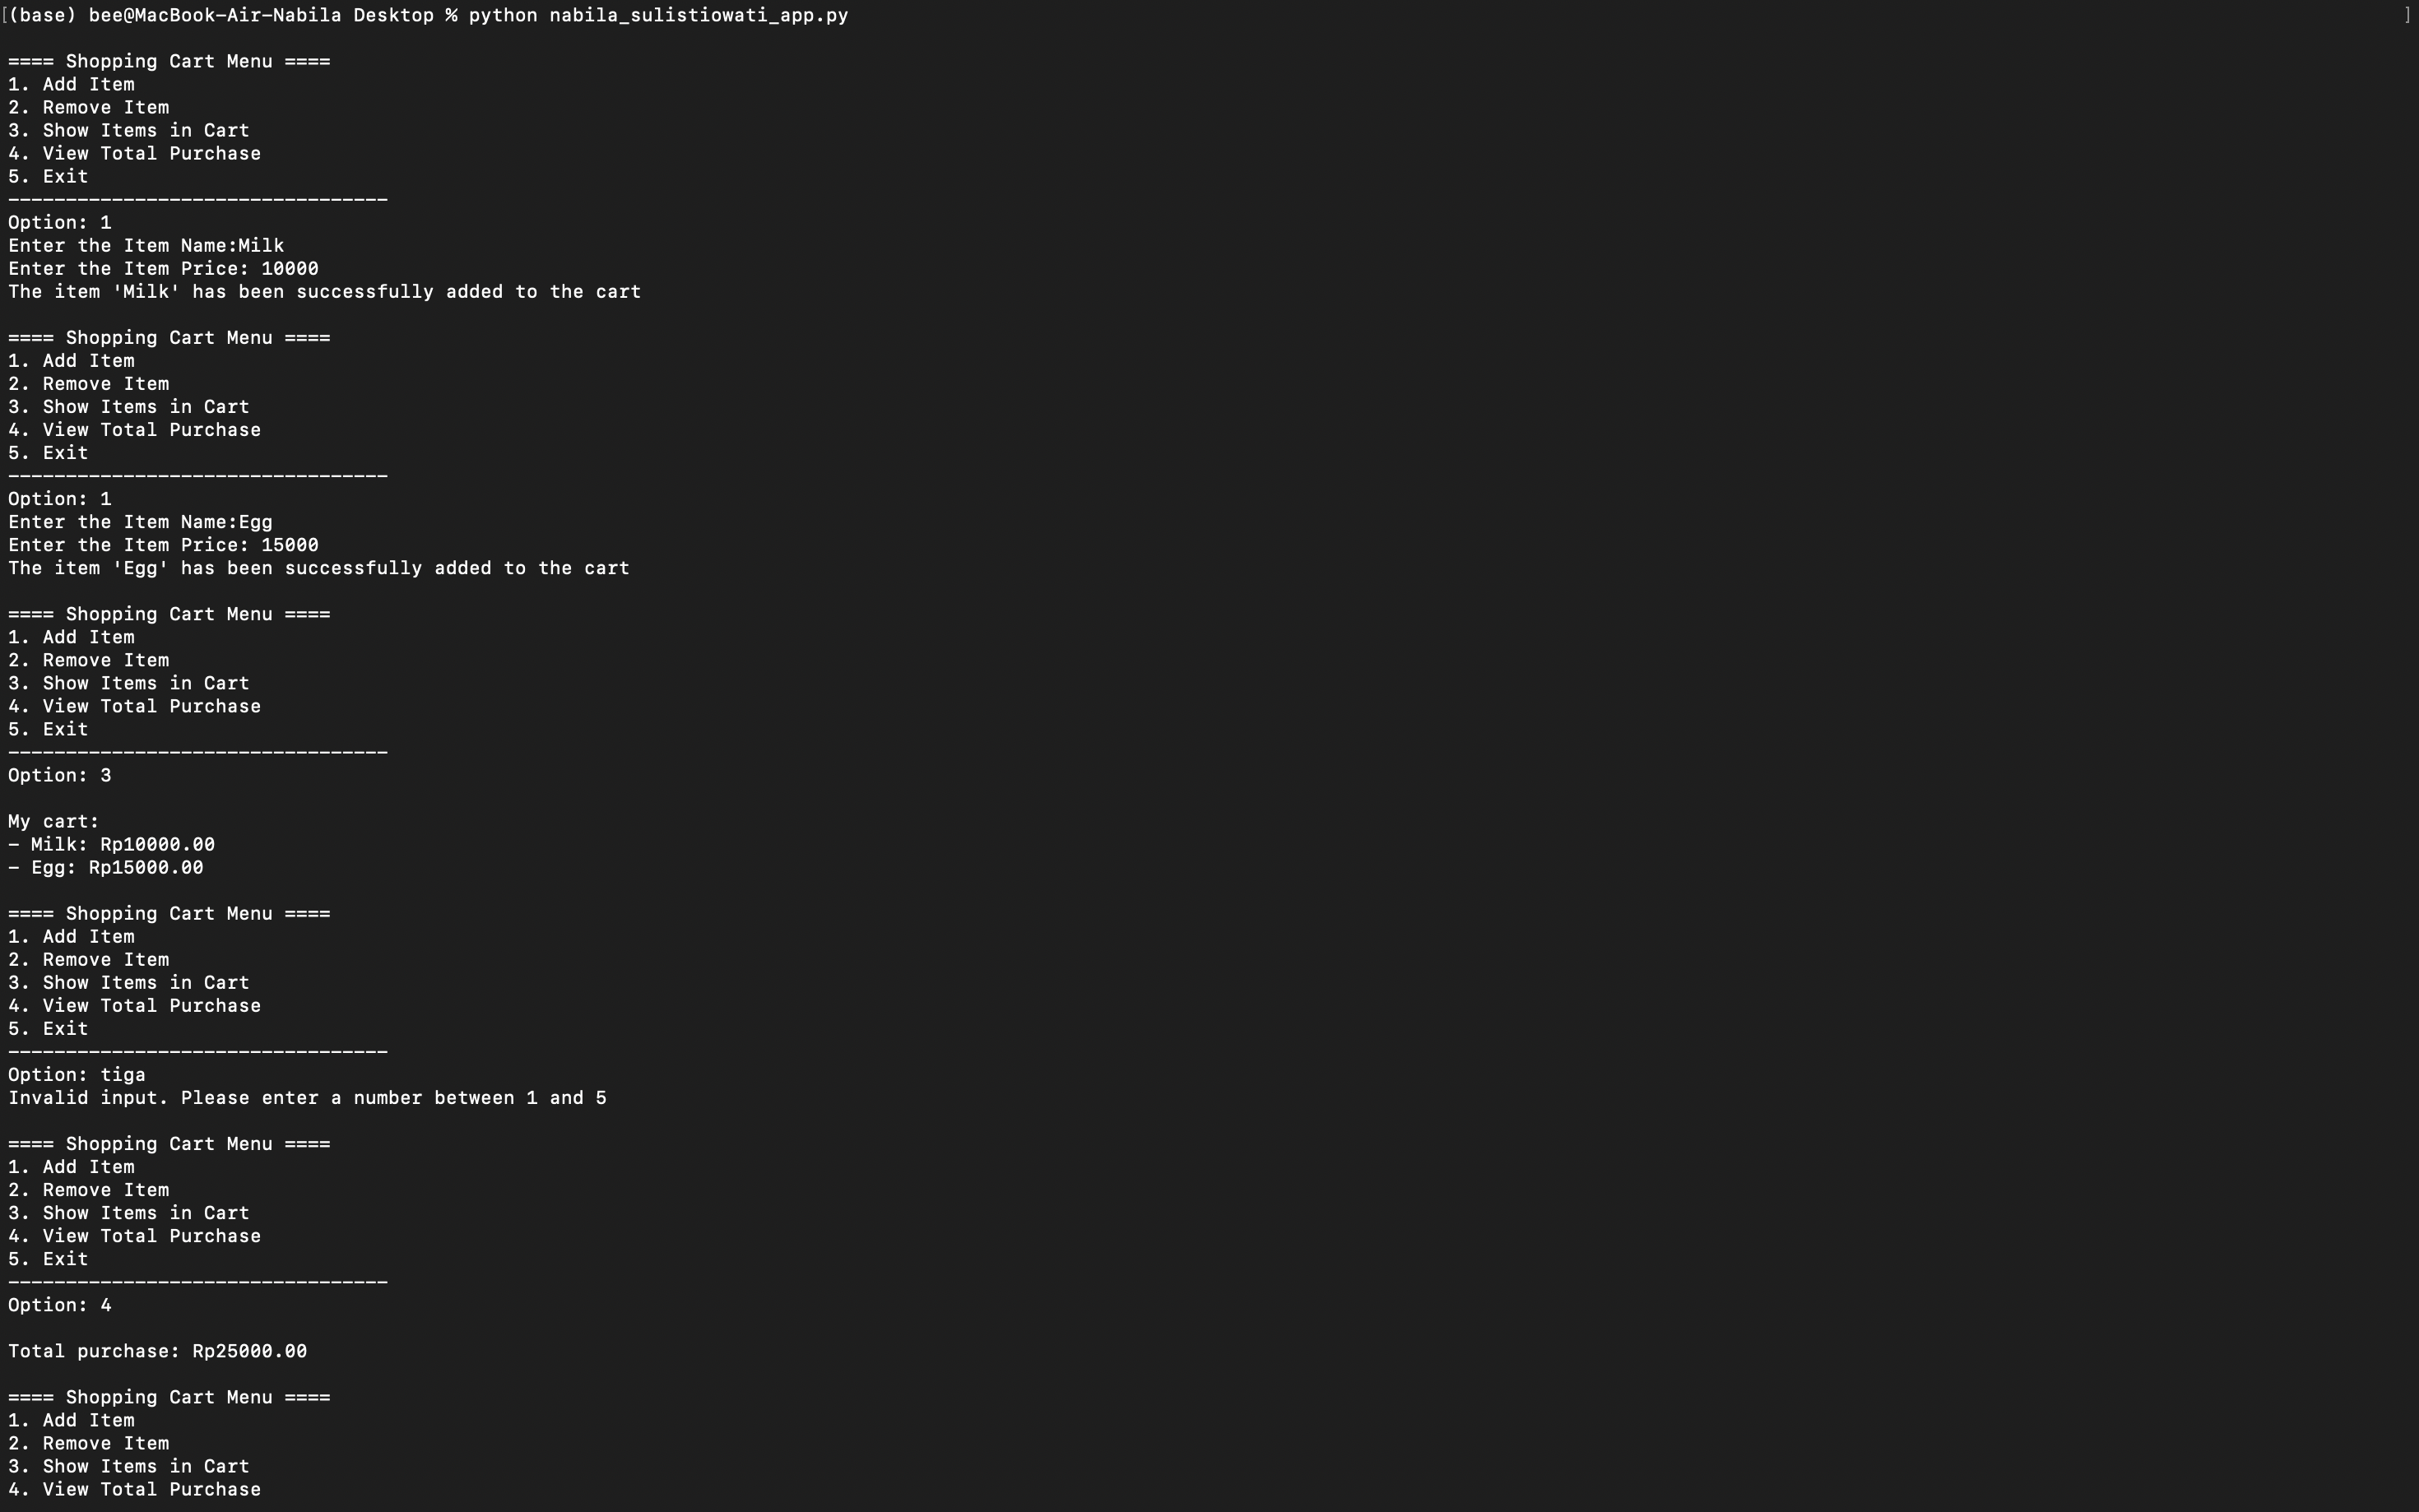 (base) bee@MacBook-Air-Nabila Desktop % python nabila_sulistiowati_app.py
==== Shopping Cart Menu ====
1. Add Item
2. Remove Item
3. Show Items in Cart
4. View Total Purchase
5. Exit
---------------------------------
Option: 1
Enter the Item Name:Milk
Enter the Item Price: 10000
The item 'Milk' has been successfully added to the cart
==== Shopping Cart Menu ====
1. Add Item
2. Remove Item
3. Show Items in Cart
4. View Total Purchase
5. Exit
---------------------------------
Option: 1
Enter the Item Name:Egg
Enter the Item Price: 15000
The item 'Egg' has been successfully added to the cart
==== Shopping Cart Menu ====
1. Add Item
2. Remove Item
3. Show Items in Cart
4. View Total Purchase
5. Exit
---------------------------------
Option: 3
My cart:
- Milk: Rp10000.00
- Egg: Rp15000.00
==== Shopping Cart Menu ====
1. Add Item
2. Remove Item
3. Show Items in Cart
4. View Total Purchase
5. Exit
---------------------------------
Option: tiga
Invalid input. Please enter a number between 1 and 5
==== Shopping Cart Menu ====
1. Add Item
2. Remove Item
3. Show Items in Cart
4. View Total Purchase
5. Exit
---------------------------------
Option: 4
Total purchase: Rp25000.00
==== Shopping Cart Menu ====
1. Add Item
2. Remove Item
3. Show Items in Cart
4. View Total Purchase